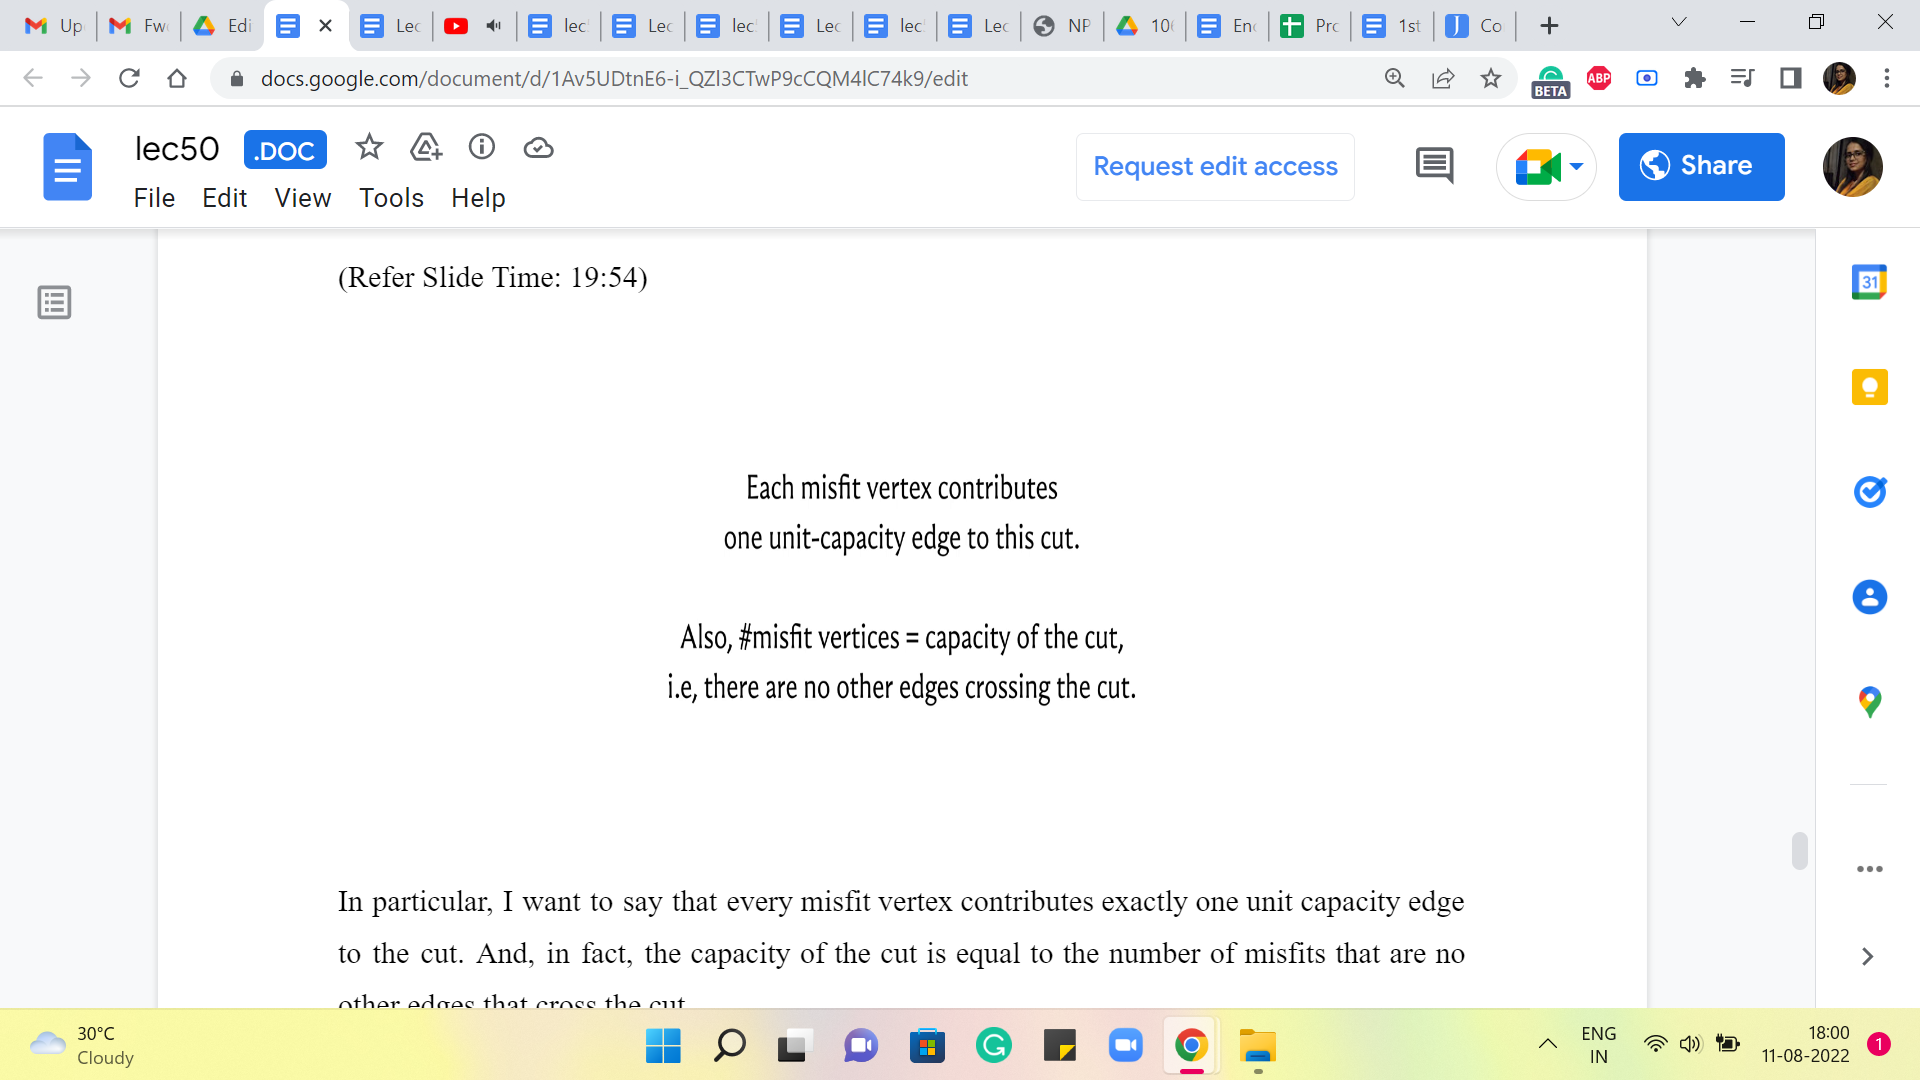 Up
Fw
Edi
Lec
lec
Lec
lec
Lec
lec
Lec
NP
10
En
Pro
1st
Co
docs.google.com/document/d/1Av5UDtnE6-i_QZl3CTwP9cCQM4lC74k9/edit
BETA
ABP
lec50
.DOC
File Edit View Tools Help
Request edit access
Share
31
(Refer Slide Time: 19:54)
Each misfit vertex contributes
one unit-capacity edge to this cut.
Also, #misfit vertices = capacity of the cut,
i.e, there are no other edges crossing the cut.
In particular, I want to say that every misfit vertex contributes exactly one unit capacity edge
to the cut. And, in fact, the capacity of the cut is equal to the number of misfits that are no
other edges that cross the cut
30°C
Cloudy
ENG
IN
18:00
11-08-2022
1